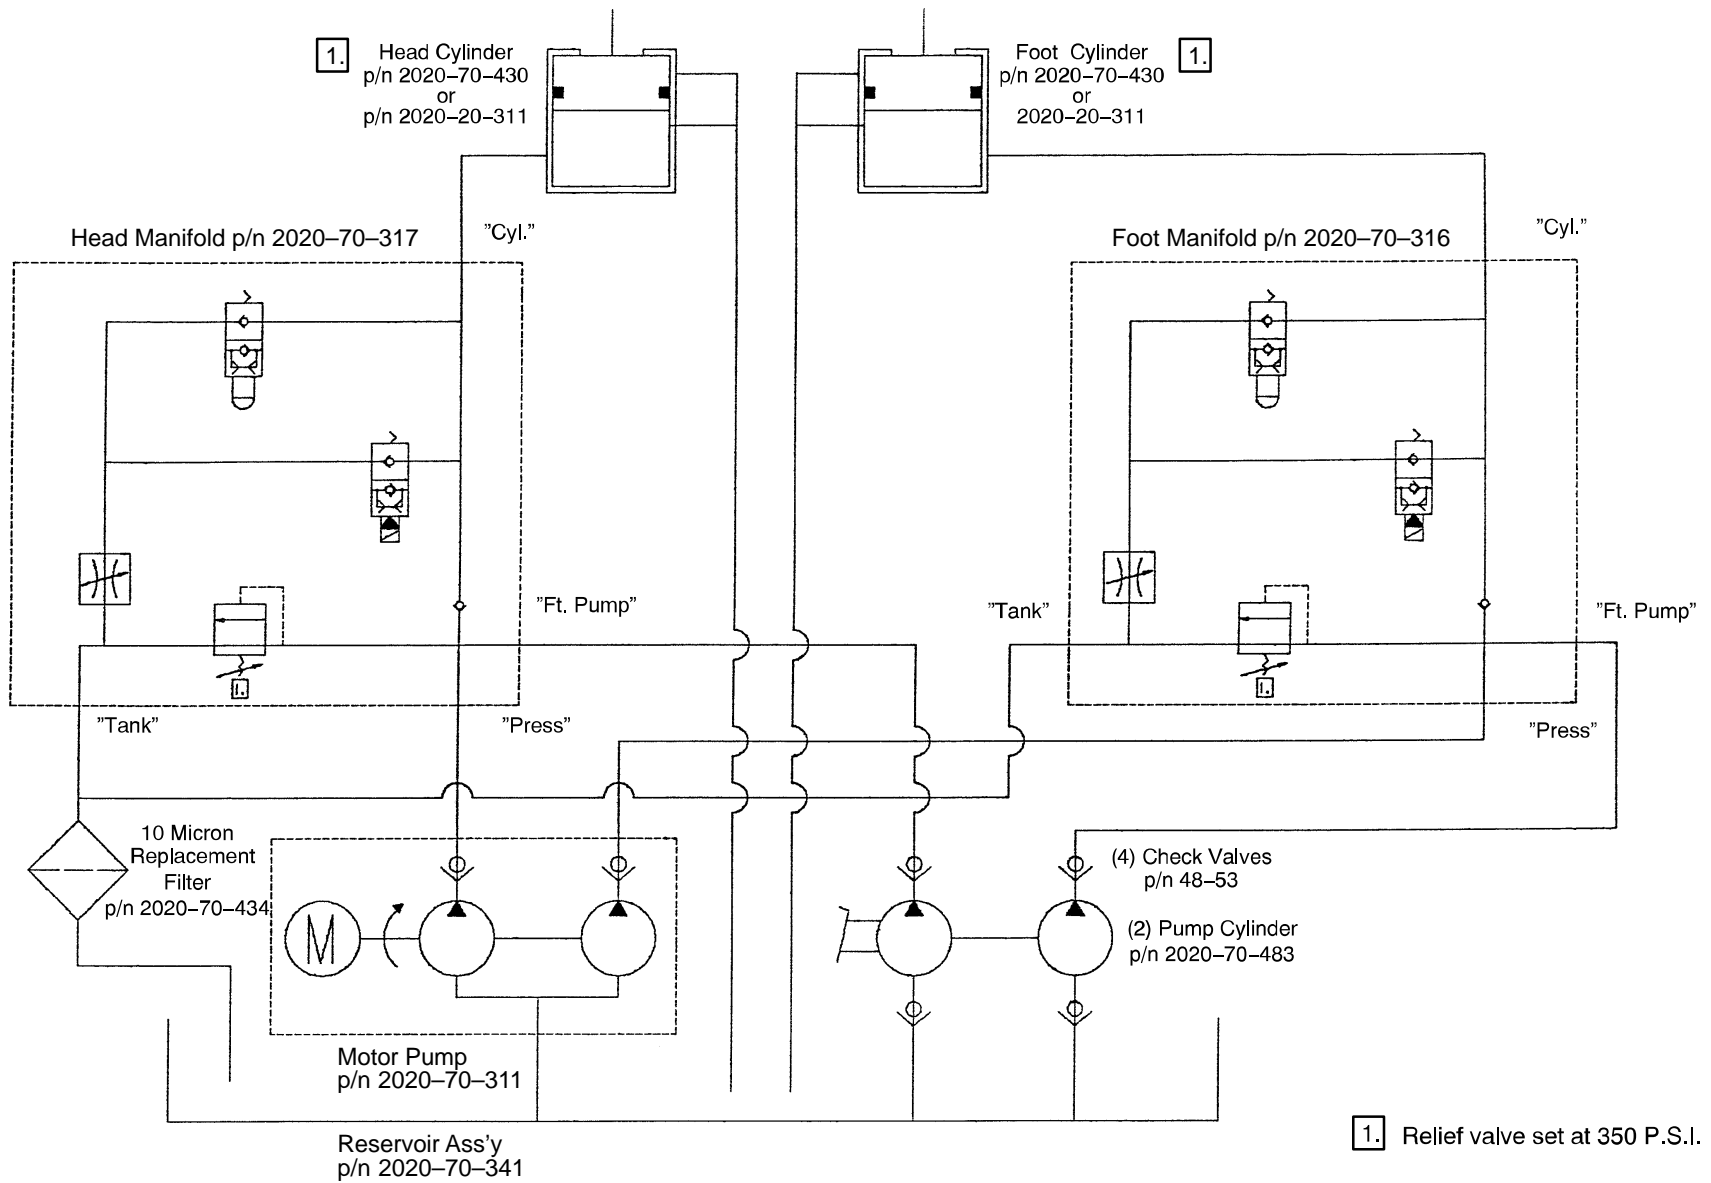 1.
Head Cylinder
p/n 2020–70–430
or
p/n 2020–20–311
Foot Cylinder
p/n 2020–70–430
or
2020–20–311
1.
Head Manifold p/n 2020–70–317
"Cyl."
Foot Manifold p/n 2020–70–316
"Cyl."
"Ft. Pump"
"Tank"
"Ft. Pump"
1.
1.
"Tank"
"Press"
"Press"
10 Micron
Replacement
Filter
p/n 2020–70–434
M
(4) Check Valves
p/n 48–53
(2) Pump Cylinder
p/n 2020–70–483
Motor Pump
p/n 2020–70–311
Reservoir Ass'y
p/n 2020–70–341
1. Relief valve set at 350 P.S.I.